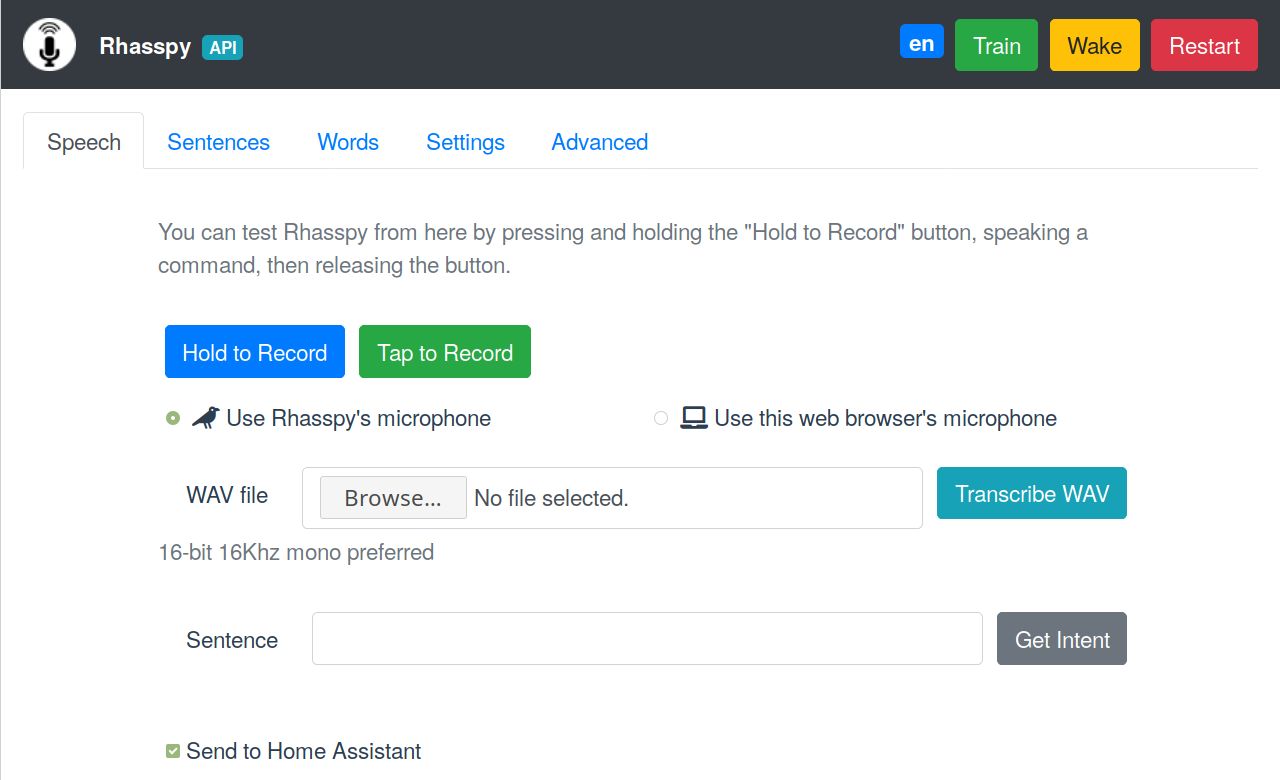 Rhasspy API en Train Wake Restart
Speech Sentences Words Settings Advanced
You can test Rhasspy from here by pressing and holding the "Hold to Record" button, speaking a
command, then releasing the button.
Hold to Record Tap to Record
Use Rhasspy's microphone Use this web browser's microphone
WAV file Browse... No file selected. Transcribe WAV
16-bit 16Khz mono preferred
Sentence Get Intent
Send to Home Assistant